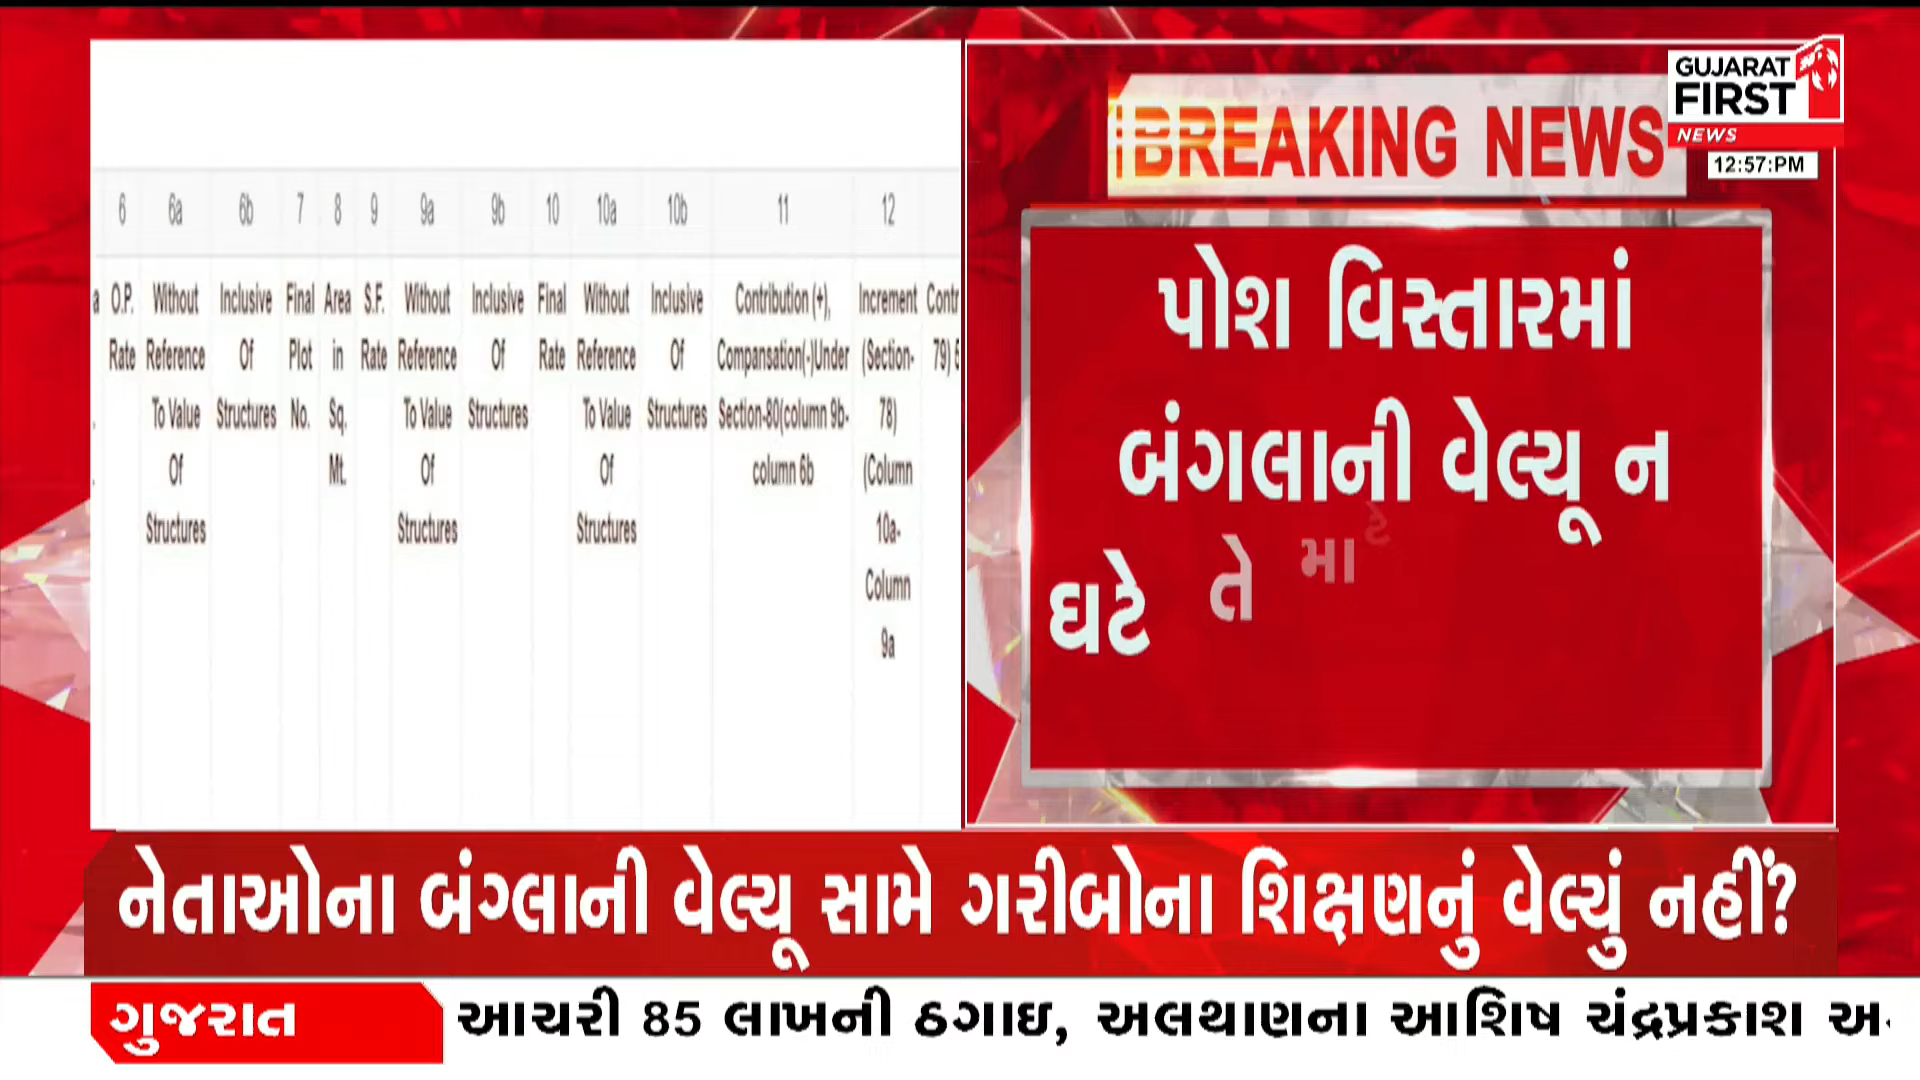 6 6a 6b 7 8 9 9a 9b 10 10a 10b 11 12
a O.P. Without Inclusive Final Area S.F. Without Inclusive Final Without Inclusive Contribution (+), Increment Contr
Rate Reference Of Plot in Rate Reference Of Rate Reference Of Compansation(-)Under (Section- 79)
To Value Structures No. Sq. To Value Structures To Value Structures Section-80(column 9b- 78)
Of Mt. Of Of column 6b (Column
Structures Structures Structures 10a-
Column
9a
BREAKING NEWS
GUJARAT
FIRST
NEWS
12:57:PM
પોશ વિસ્તારમાં
બંગલાની વેલ્યૂ ન
ઘટે તે માટે
નેતાઓના બંગ્લાની વેલ્યૂ સામે ગરીબોના શિક્ષણનું વેલ્યું નહીં?
ગુજરાત
આચરી 85 લાખની ઠગાઇ, અલથાણના આશિષ ચંદ્રપ્રકાશ અ